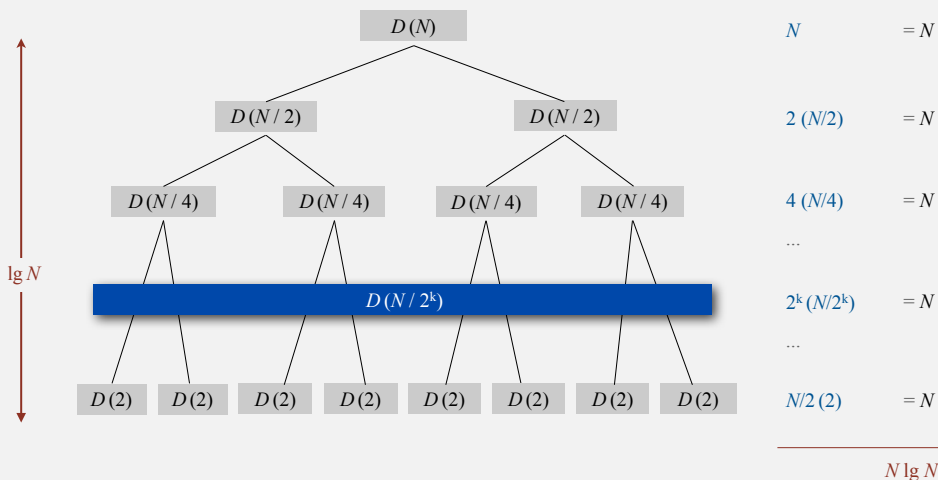 D (N) N = N
D (N / 2) D (N / 2) 2 (N/2) = N
D (N / 4) D (N / 4) D (N / 4) D (N / 4) 4 (N/4) = N
...
lg N
D (N / 2ᵏ) 2ᵏ (N/2ᵏ) = N
...
D (2) D (2) D (2) D (2) D (2) D (2) D (2) D (2) N/2 (2) = N
N lg N